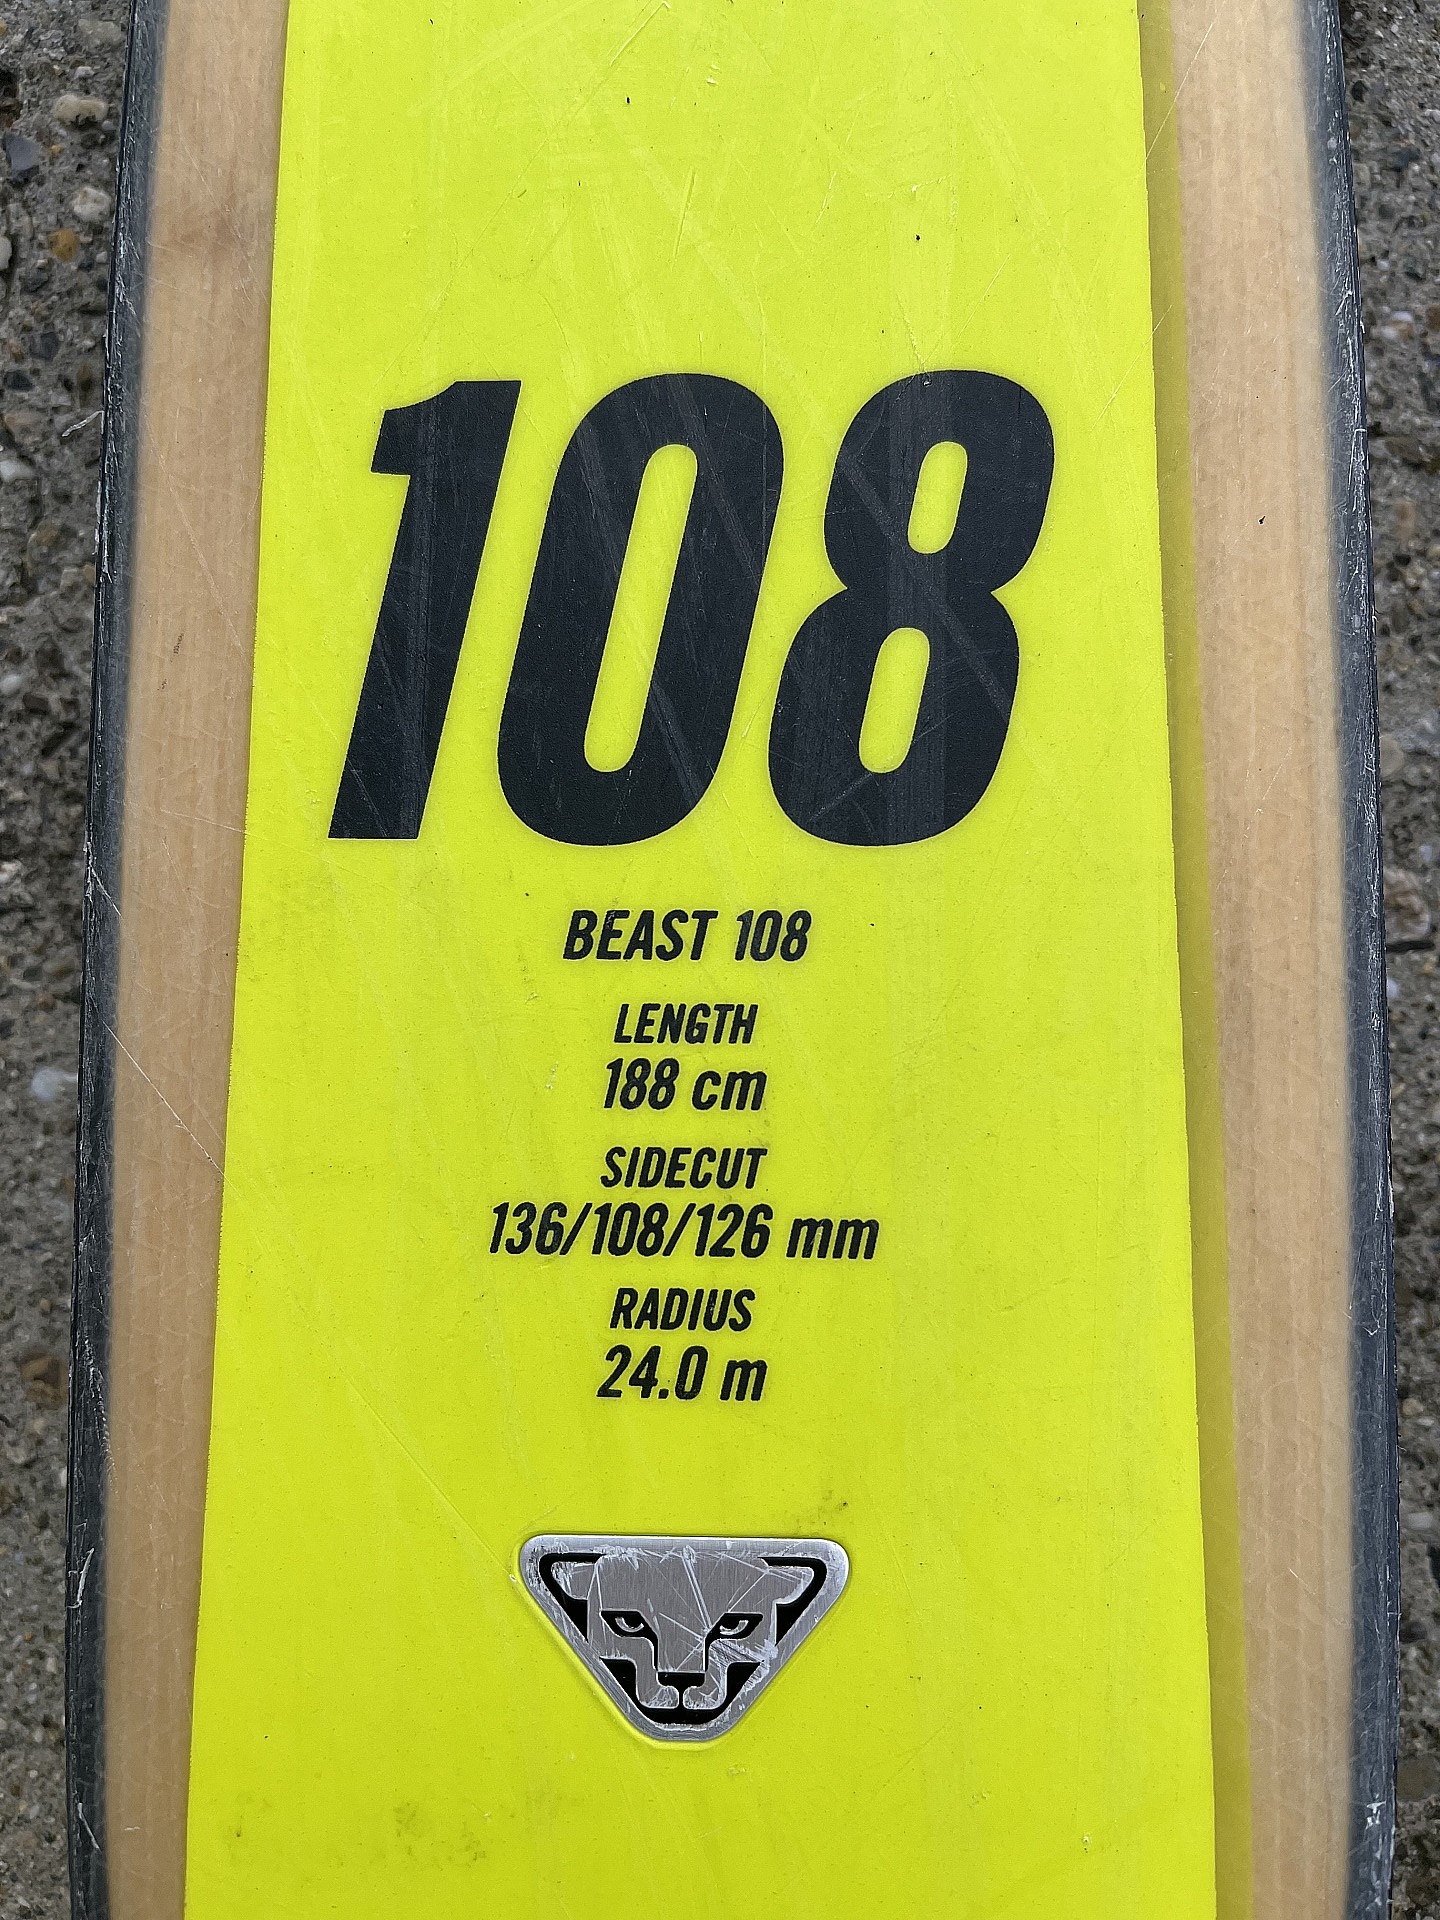 108
BEAST 108
LENGTH
188 cm
SIDECUT
136/108/126 mm
RADIUS
24.0 m